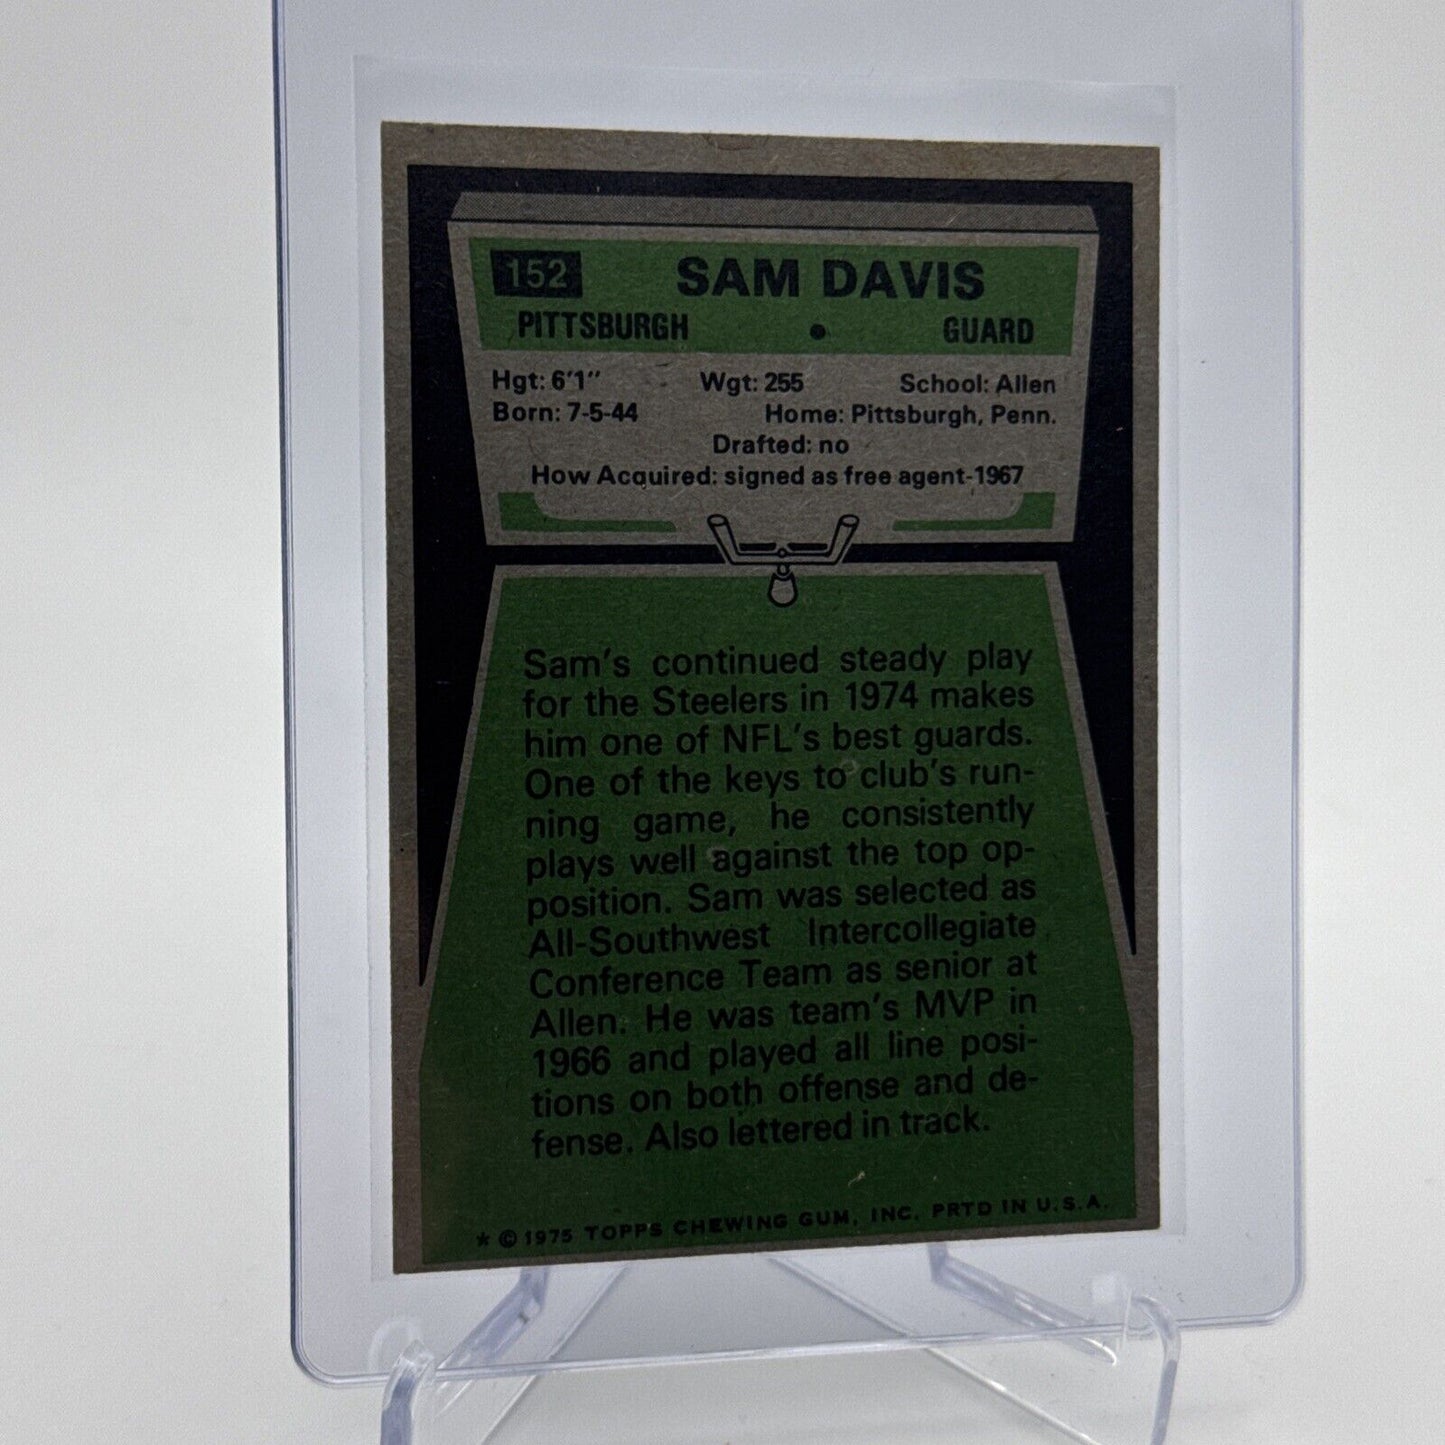 152 SAM DAVIS
PITTSBURGH • GUARD
Hgt: 6'1" Wgt: 255 School: Allen
Born: 7-5-44 Home: Pittsburgh, Penn.
Drafted: no
How Acquired: signed as free agent-1967
Sam's continued steady play
for the Steelers in 1974 makes
him one of NFL's best guards.
One of the keys to club's run-
ning game, he consistently
plays well against the top op-
position. Sam was selected as
All-Southwest Intercollegiate
Conference Team as senior at
Allen. He was team's MVP in
1966 and played all line posi-
tions on both offense and de-
fense. Also lettered in track.
* © 1975 TOPPS CHEWING GUM, INC. PRTD IN U.S.A.